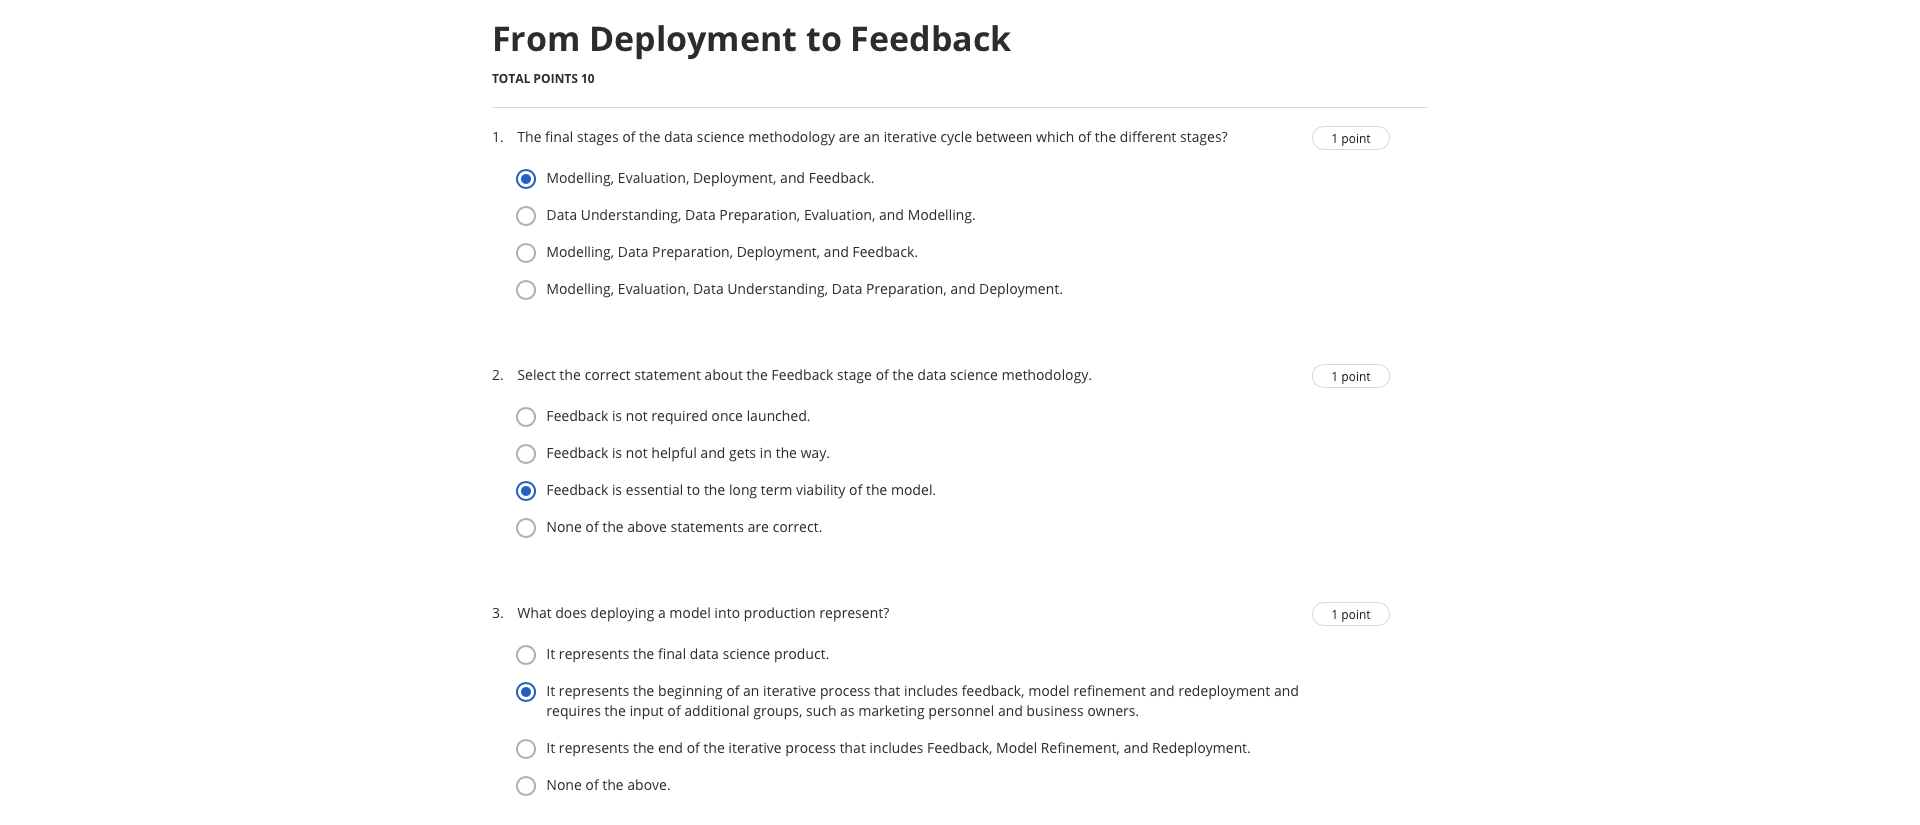 From Deployment to Feedback
TOTAL POINTS 10
1. The final stages of the data science methodology are an iterative cycle between which of the different stages?
1 point
Modelling, Evaluation, Deployment, and Feedback.
Data Understanding, Data Preparation, Evaluation, and Modelling.
Modelling, Data Preparation, Deployment, and Feedback.
Modelling, Evaluation, Data Understanding, Data Preparation, and Deployment.
2. Select the correct statement about the Feedback stage of the data science methodology.
1 point
Feedback is not required once launched.
Feedback is not helpful and gets in the way.
Feedback is essential to the long term viability of the model.
None of the above statements are correct.
3. What does deploying a model into production represent?
1 point
It represents the final data science product.
It represents the beginning of an iterative process that includes feedback, model refinement and redeployment and
requires the input of additional groups, such as marketing personnel and business owners.
It represents the end of the iterative process that includes Feedback, Model Refinement, and Redeployment.
None of the above.